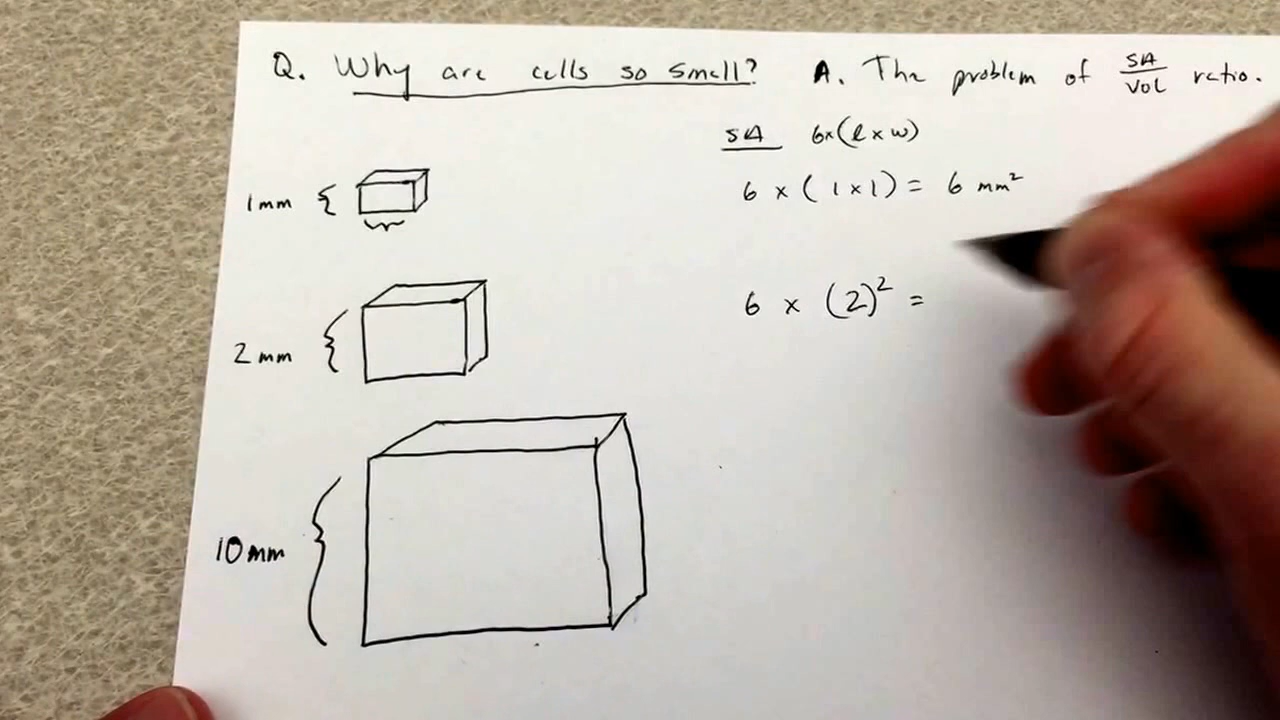 Q. Why are cells so small? A. The problem of SA/VOL ratio.
SA 6x(l x w)
1mm 6 x (1x1) = 6 mm²
2mm 6 x (2)² =
10mm